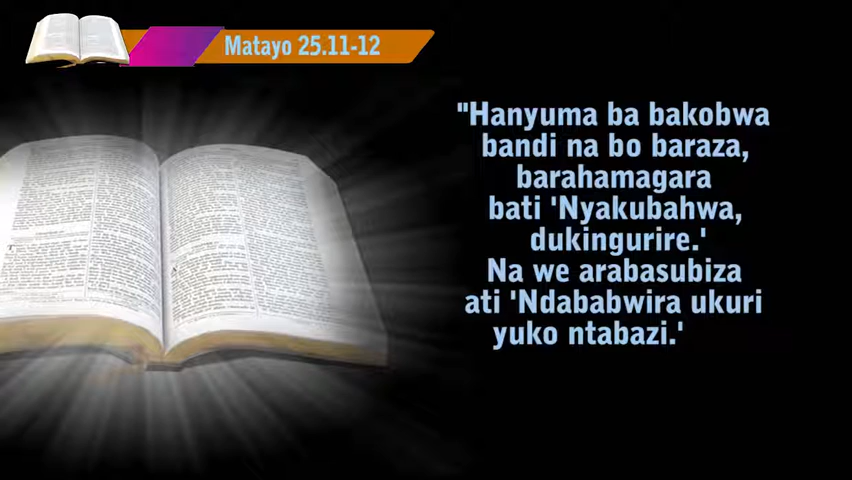 Matayo 25.11-12
"Hanyuma ba bakobwa
bandi na bo baraza,
barahamagara
bati 'Nyakubahwa,
dukingurire.'
Na we arabasubiza
ati 'Ndababwira ukuri
yuko ntabazi.'